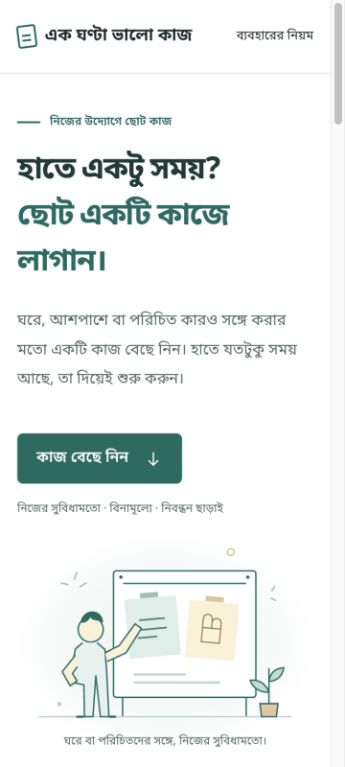 এক ঘণ্টা ভালো কাজ
ব্যবহারের নিয়ম
নিজের উদ্যোগে ছোট কাজ
হাতে একটু সময়?
ছোট একটি কাজে
লাগান।
ঘরে, আশপাশে বা পরিচিত কারও সঙ্গে করার
মতো একটি কাজ বেছে নিন। হাতে যতটুকু সময়
আছে, তা দিয়েই শুরু করুন।
কাজ বেছে নিন ↓
নিজের সুবিধামতো · বিনামূল্যে · নিবন্ধন ছাড়াই
ঘরে বা পরিচিতদের সঙ্গে, নিজের সুবিধামতো।